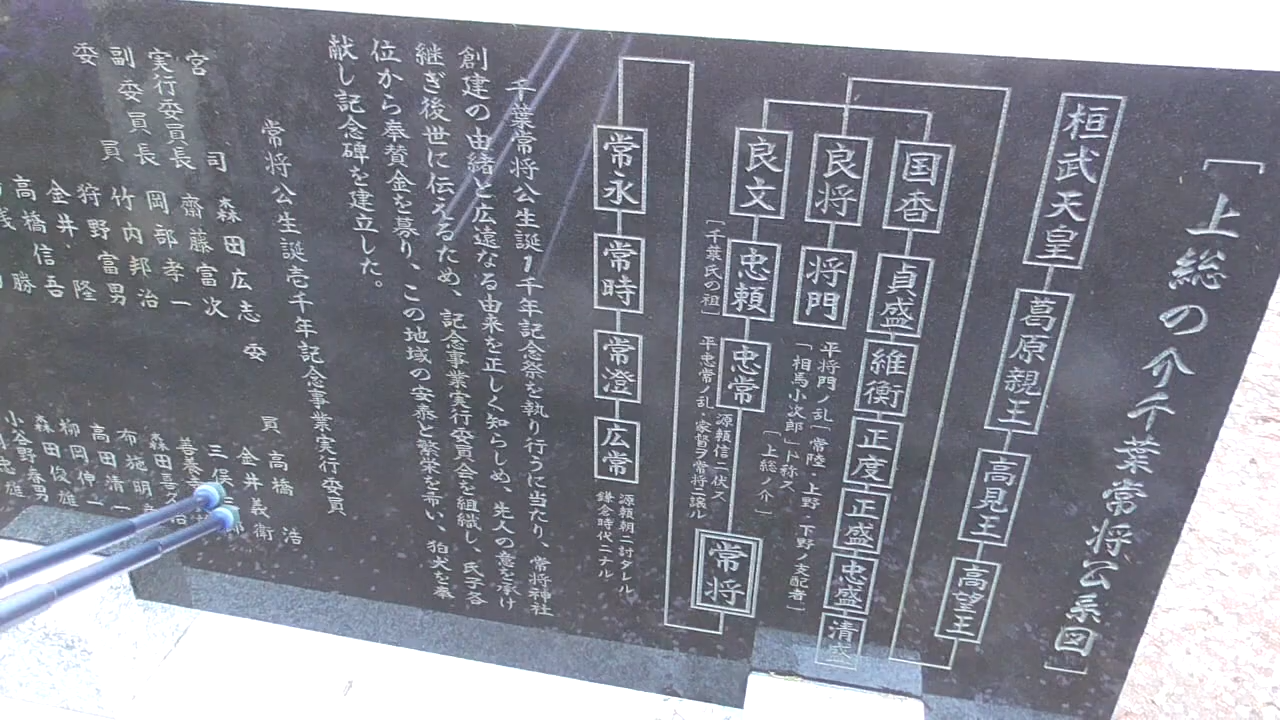 [上総の介千葉常将公系図]
桓武天皇
葛原親王
高見王
高望王
国香
貞盛
維衡
正度
正盛
忠盛
清盛
良将
将門
平将門ノ乱[常陸、上野 下野ノ支配者]
「相馬小次郎」ト称ス
[上総ノ介]
良文
[千葉氏の祖]
忠頼
忠常
源頼信ニ伏ス
平忠常ノ乱、家督ヲ常将ニ譲ル
常将
常永
常時
常澄
広常
源頼朝ニ討タレル
鎌倉時代ニナル
千葉常将公生誕1千年記念祭を執り行うに当たり、常将神社
創建の由緒と広遠なる由来を正しく知らしめ、先人の意を承け
継ぎ後世に伝えるため、記念事業実行委員会を組織し、氏子各
位から奉賛金を募り、この地域の安泰と繁栄を希い、狛犬を奉
献し記念碑を建立した。
常将公生誕壱千年記念事業実行委員
宮 司 森田広志
実行委員長 齋藤富次
副委員長 岡部孝一
委 員 竹内邦治
狩野富男
金井 隆
高橋信吾
勝
委 員 高橋 浩
金井義衛
三俣
森田喜久治
布施明
高田清一
柳岡伸一
森田俊雄
小金野春男